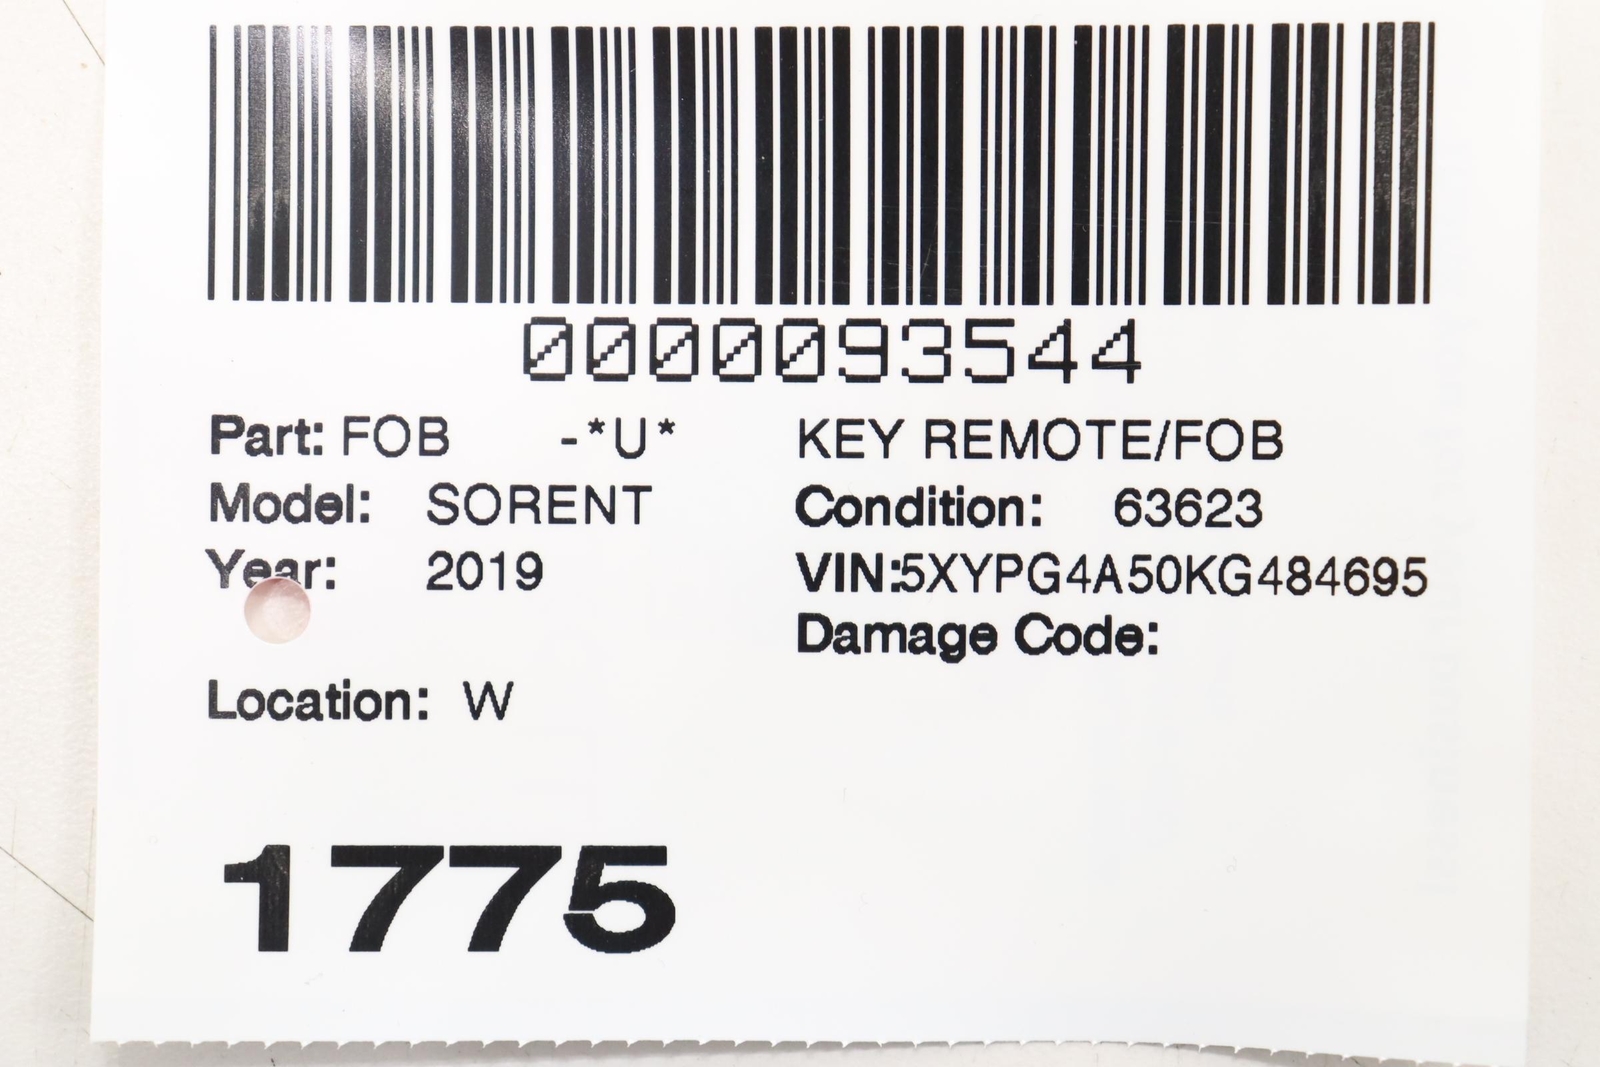 0000093544
Part: FOB -*U* KEY REMOTE/FOB
Model: SORENT Condition: 63623
Year: 2019 VIN:5XYPG4A50KG484695
Damage Code:
Location: W
1775